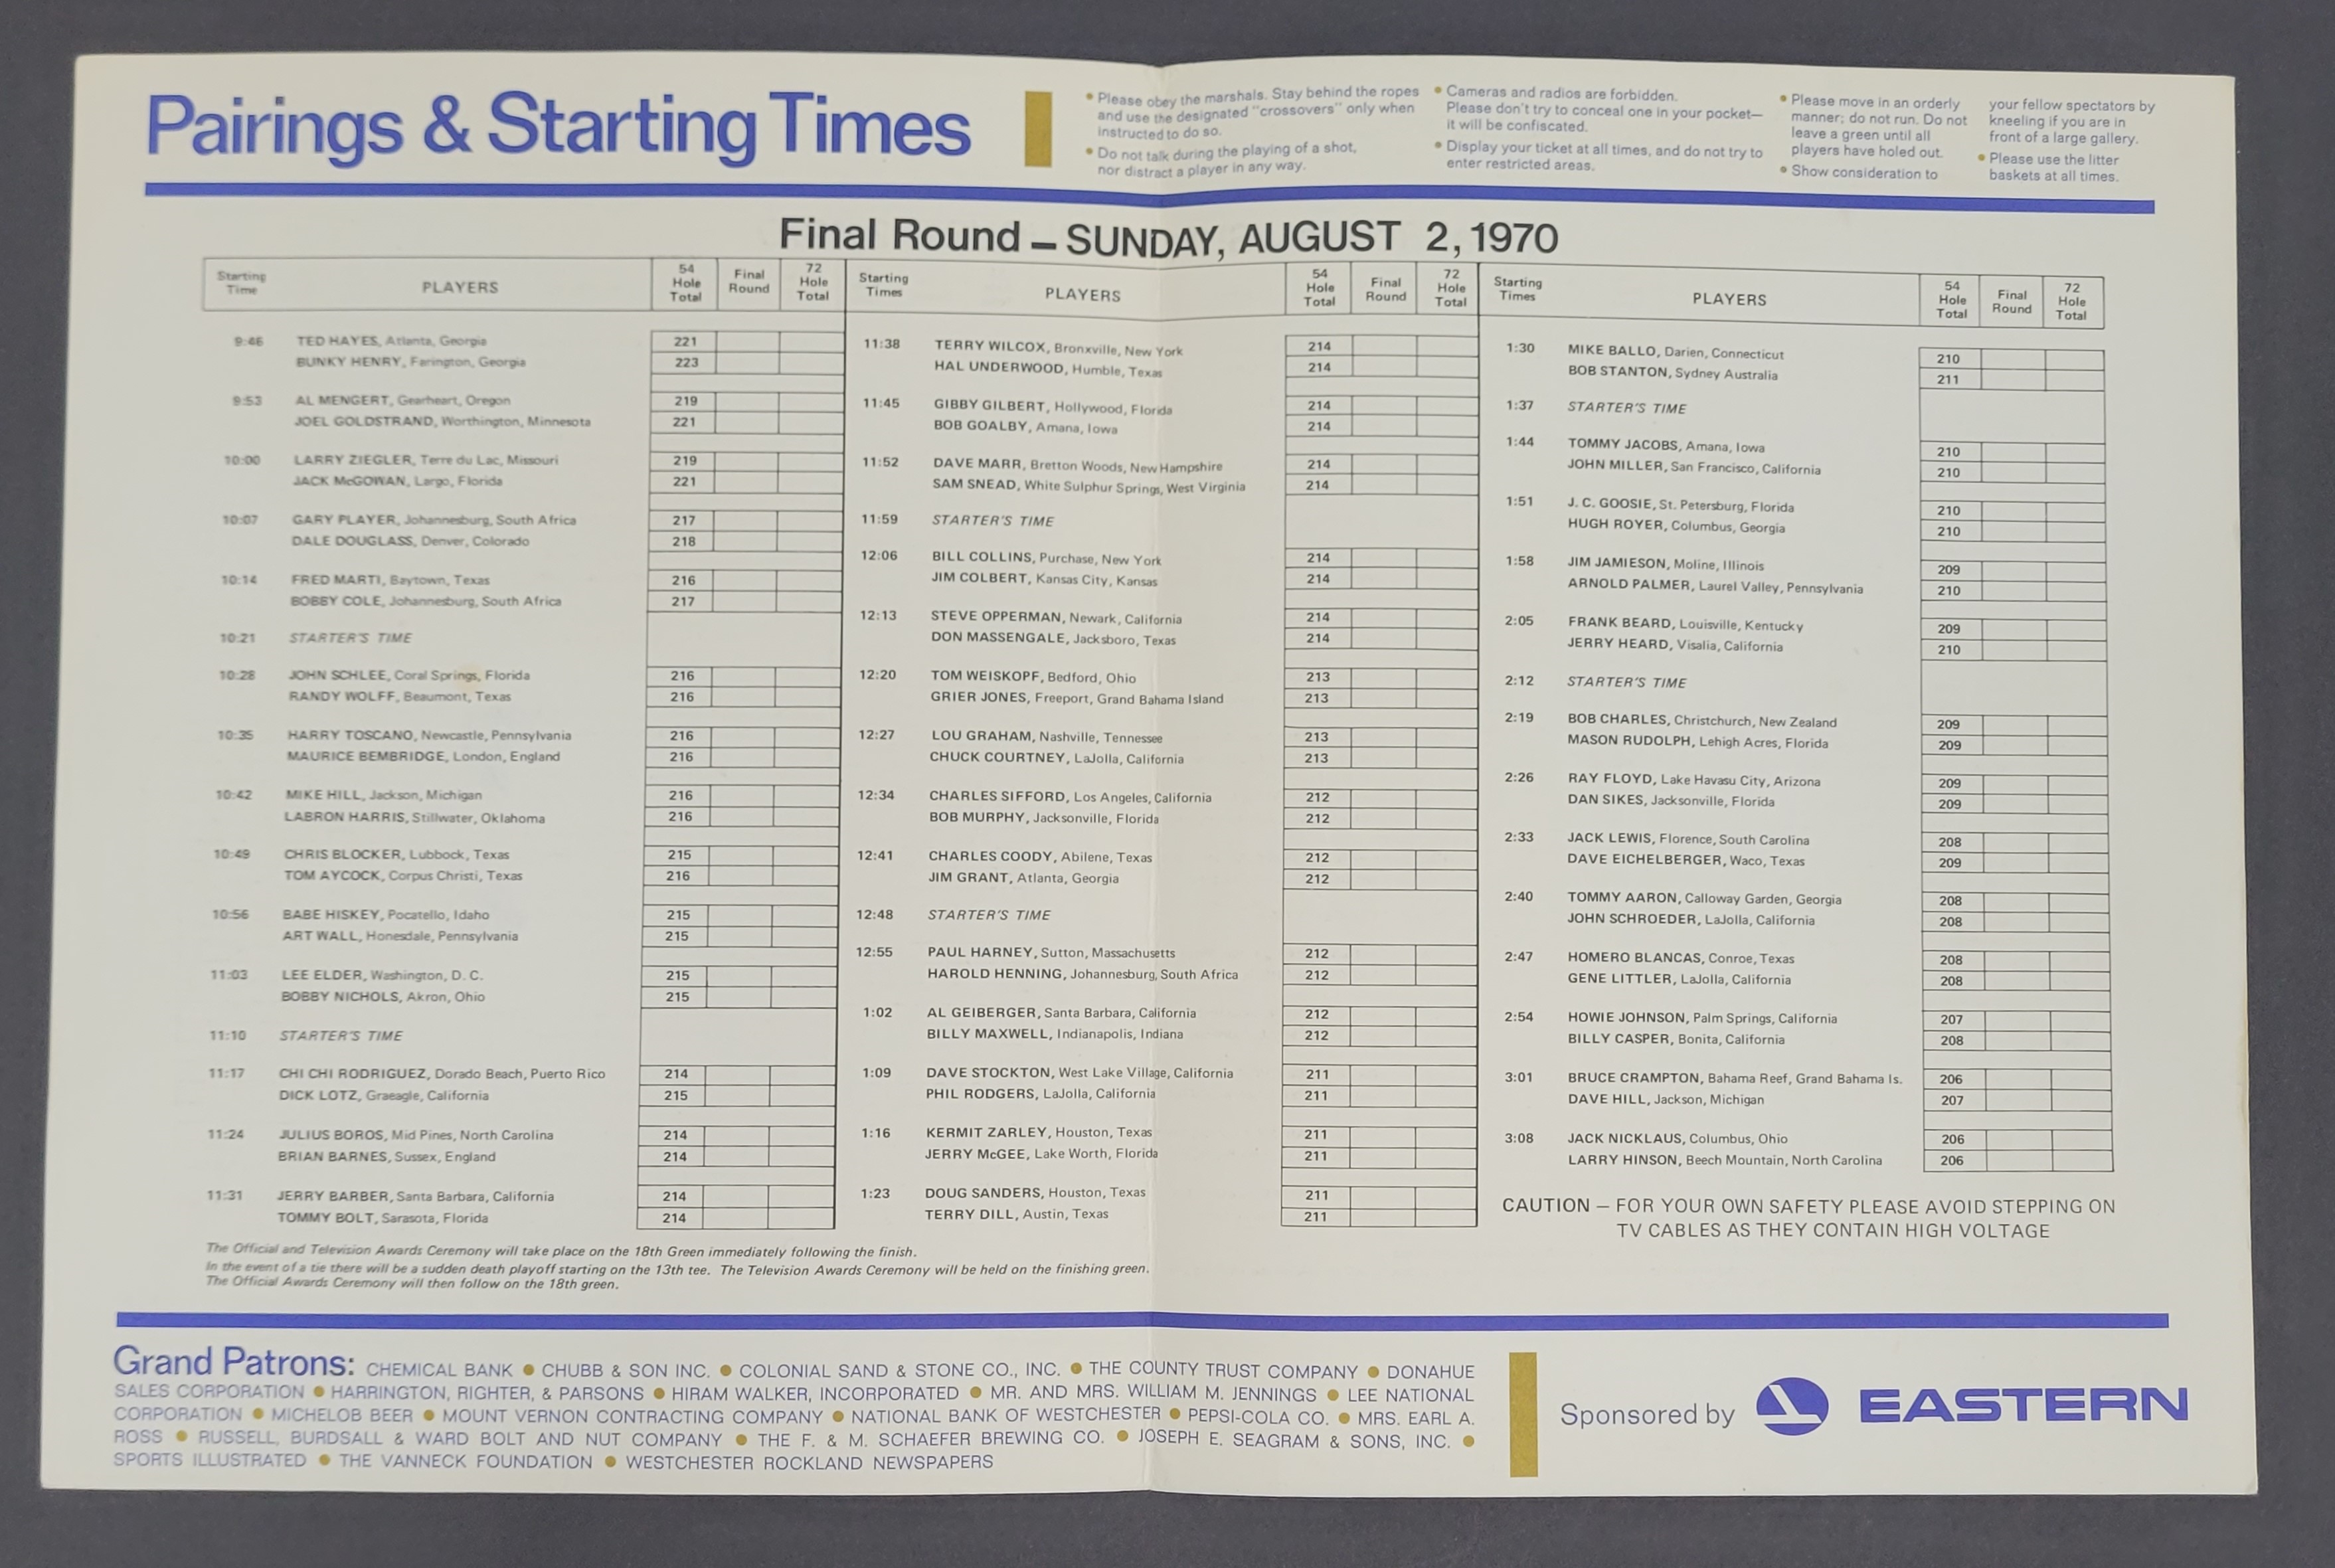 Pairings & Starting Times
• Please obey the marshals. Stay behind the ropes
and use the designated "crossovers" only when
instructed to do so.
• Do not talk during the playing of a shot,
nor distract a player in any way.
• Cameras and radios are forbidden.
Please don't try to conceal one in your pocket—
it will be confiscated.
• Display your ticket at all times, and do not try to
enter restricted areas.
• Please move in an orderly
manner; do not run. Do not
leave a green until all
players have holed out.
• Show consideration to
your fellow spectators by
kneeling if you are in
front of a large gallery.
• Please use the litter
baskets at all times.
Final Round – SUNDAY, AUGUST 2, 1970
Starting Time PLAYERS 54 Hole Total Final Round 72 Hole Total
9:46 TED HAYES, Atlanta, Georgia 221
BUNKY HENRY, Farington, Georgia 223
9:53 AL MENGERT, Gearheart, Oregon 219
JOEL GOLDSTRAND, Worthington, Minnesota 221
10:00 LARRY ZIEGLER, Terre du Lac, Missouri 219
JACK McGOWAN, Largo, Florida 221
10:07 GARY PLAYER, Johannesburg, South Africa 217
DALE DOUGLASS, Denver, Colorado 218
10:14 FRED MARTI, Baytown, Texas 216
BOBBY COLE, Johannesburg, South Africa 217
10:21 STARTER'S TIME
10:28 JOHN SCHLEE, Coral Springs, Florida 216
RANDY WOLFF, Beaumont, Texas 216
10:35 HARRY TOSCANO, Newcastle, Pennsylvania 216
MAURICE BEMBRIDGE, London, England 216
10:42 MIKE HILL, Jackson, Michigan 216
LABRON HARRIS, Stillwater, Oklahoma 216
10:49 CHRIS BLOCKER, Lubbock, Texas 215
TOM AYCOCK, Corpus Christi, Texas 216
10:56 BABE HISKEY, Pocatello, Idaho 215
ART WALL, Honesdale, Pennsylvania 215
11:03 LEE ELDER, Washington, D. C. 215
BOBBY NICHOLS, Akron, Ohio 215
11:10 STARTER'S TIME
11:17 CHI CHI RODRIGUEZ, Dorado Beach, Puerto Rico 214
DICK LOTZ, Graeagle, California 215
11:24 JULIUS BOROS, Mid Pines, North Carolina 214
BRIAN BARNES, Sussex, England 214
11:31 JERRY BARBER, Santa Barbara, California 214
TOMMY BOLT, Sarasota, Florida 214
Starting Times PLAYERS 54 Hole Total Final Round 72 Hole Total
11:38 TERRY WILCOX, Bronxville, New York 214
HAL UNDERWOOD, Humble, Texas 214
11:45 GIBBY GILBERT, Hollywood, Florida 214
BOB GOALBY, Amana, Iowa 214
11:52 DAVE MARR, Bretton Woods, New Hampshire 214
SAM SNEAD, White Sulphur Springs, West Virginia 214
11:59 STARTER'S TIME
12:06 BILL COLLINS, Purchase, New York 214
JIM COLBERT, Kansas City, Kansas 214
12:13 STEVE OPPERMAN, Newark, California 214
DON MASSENGALE, Jacksboro, Texas 214
12:20 TOM WEISKOPF, Bedford, Ohio 213
GRIER JONES, Freeport, Grand Bahama Island 213
12:27 LOU GRAHAM, Nashville, Tennessee 213
CHUCK COURTNEY, LaJolla, California 213
12:34 CHARLES SIFFORD, Los Angeles, California 212
BOB MURPHY, Jacksonville, Florida 212
12:41 CHARLES COODY, Abilene, Texas 212
JIM GRANT, Atlanta, Georgia 212
12:48 STARTER'S TIME
12:55 PAUL HARNEY, Sutton, Massachusetts 212
HAROLD HENNING, Johannesburg, South Africa 212
1:02 AL GEIBERGER, Santa Barbara, California 212
BILLY MAXWELL, Indianapolis, Indiana 212
1:09 DAVE STOCKTON, West Lake Village, California 211
PHIL RODGERS, LaJolla, California 211
1:16 KERMIT ZARLEY, Houston, Texas 211
JERRY McGEE, Lake Worth, Florida 211
1:23 DOUG SANDERS, Houston, Texas 211
TERRY DILL, Austin, Texas 211
Starting Times PLAYERS 54 Hole Total Final Round 72 Hole Total
1:30 MIKE BALLO, Darien, Connecticut 210
BOB STANTON, Sydney Australia 211
1:37 STARTER'S TIME
1:44 TOMMY JACOBS, Amana, Iowa 210
JOHN MILLER, San Francisco, California 210
1:51 J. C. GOOSIE, St. Petersburg, Florida 210
HUGH ROYER, Columbus, Georgia 210
1:58 JIM JAMIESON, Moline, Illinois 209
ARNOLD PALMER, Laurel Valley, Pennsylvania 210
2:05 FRANK BEARD, Louisville, Kentucky 209
JERRY HEARD, Visalia, California 210
2:12 STARTER'S TIME
2:19 BOB CHARLES, Christchurch, New Zealand 209
MASON RUDOLPH, Lehigh Acres, Florida 209
2:26 RAY FLOYD, Lake Havasu City, Arizona 209
DAN SIKES, Jacksonville, Florida 209
2:33 JACK LEWIS, Florence, South Carolina 208
DAVE EICHELBERGER, Waco, Texas 209
2:40 TOMMY AARON, Calloway Garden, Georgia 208
JOHN SCHROEDER, LaJolla, California 208
2:47 HOMERO BLANCAS, Conroe, Texas 208
GENE LITTLER, LaJolla, California 208
2:54 HOWIE JOHNSON, Palm Springs, California 207
BILLY CASPER, Bonita, California 208
3:01 BRUCE CRAMPTON, Bahama Reef, Grand Bahama Is. 206
DAVE HILL, Jackson, Michigan 207
3:08 JACK NICKLAUS, Columbus, Ohio 206
LARRY HINSON, Beech Mountain, North Carolina 206
CAUTION – FOR YOUR OWN SAFETY PLEASE AVOID STEPPING ON
TV CABLES AS THEY CONTAIN HIGH VOLTAGE
The Official and Television Awards Ceremony will take place on the 18th Green immediately following the finish.
In the event of a tie there will be a sudden death playoff starting on the 13th tee. The Television Awards Ceremony will be held on the finishing green.
The Official Awards Ceremony will then follow on the 18th green.
Grand Patrons: CHEMICAL BANK • CHUBB & SON INC. • COLONIAL SAND & STONE CO., INC. • THE COUNTY TRUST COMPANY • DONAHUE
SALES CORPORATION • HARRINGTON, RIGHTER, & PARSONS • HIRAM WALKER, INCORPORATED • MR. AND MRS. WILLIAM M. JENNINGS • LEE NATIONAL
CORPORATION • MICHELOB BEER • MOUNT VERNON CONTRACTING COMPANY • NATIONAL BANK OF WESTCHESTER • PEPSI-COLA CO. • MRS. EARL A.
ROSS • RUSSELL, BURDSALL & WARD BOLT AND NUT COMPANY • THE F. & M. SCHAEFER BREWING CO. • JOSEPH E. SEAGRAM & SONS, INC. •
SPORTS ILLUSTRATED • THE VANNECK FOUNDATION • WESTCHESTER ROCKLAND NEWSPAPERS
Sponsored by EASTERN